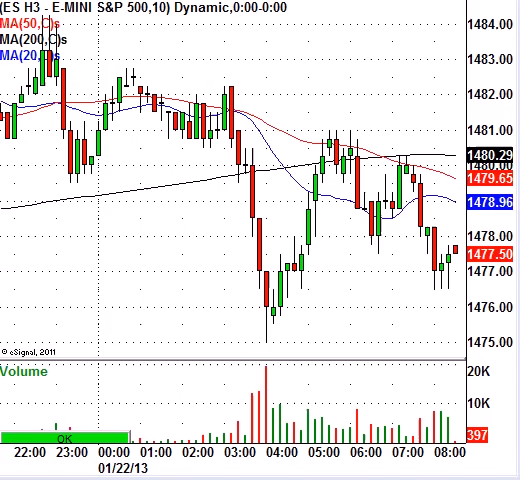 (ES H3 - E-MINI S&P 500,10) Dynamic,0:00-0:00
MA(50,C)s
MA(200,C)s
MA(20,C)s
1484.00
1483.00
1482.00
1481.00
1480.29
1480.00
1479.65
1478.96
1478.00
1477.50
1477.00
1476.00
1475.00
© eSignal, 2011
Volume
20K
10K
397
OK
22:00 23:00 00:00 01:00 02:00 03:00 04:00 05:00 06:00 07:00 08:00
01/22/13